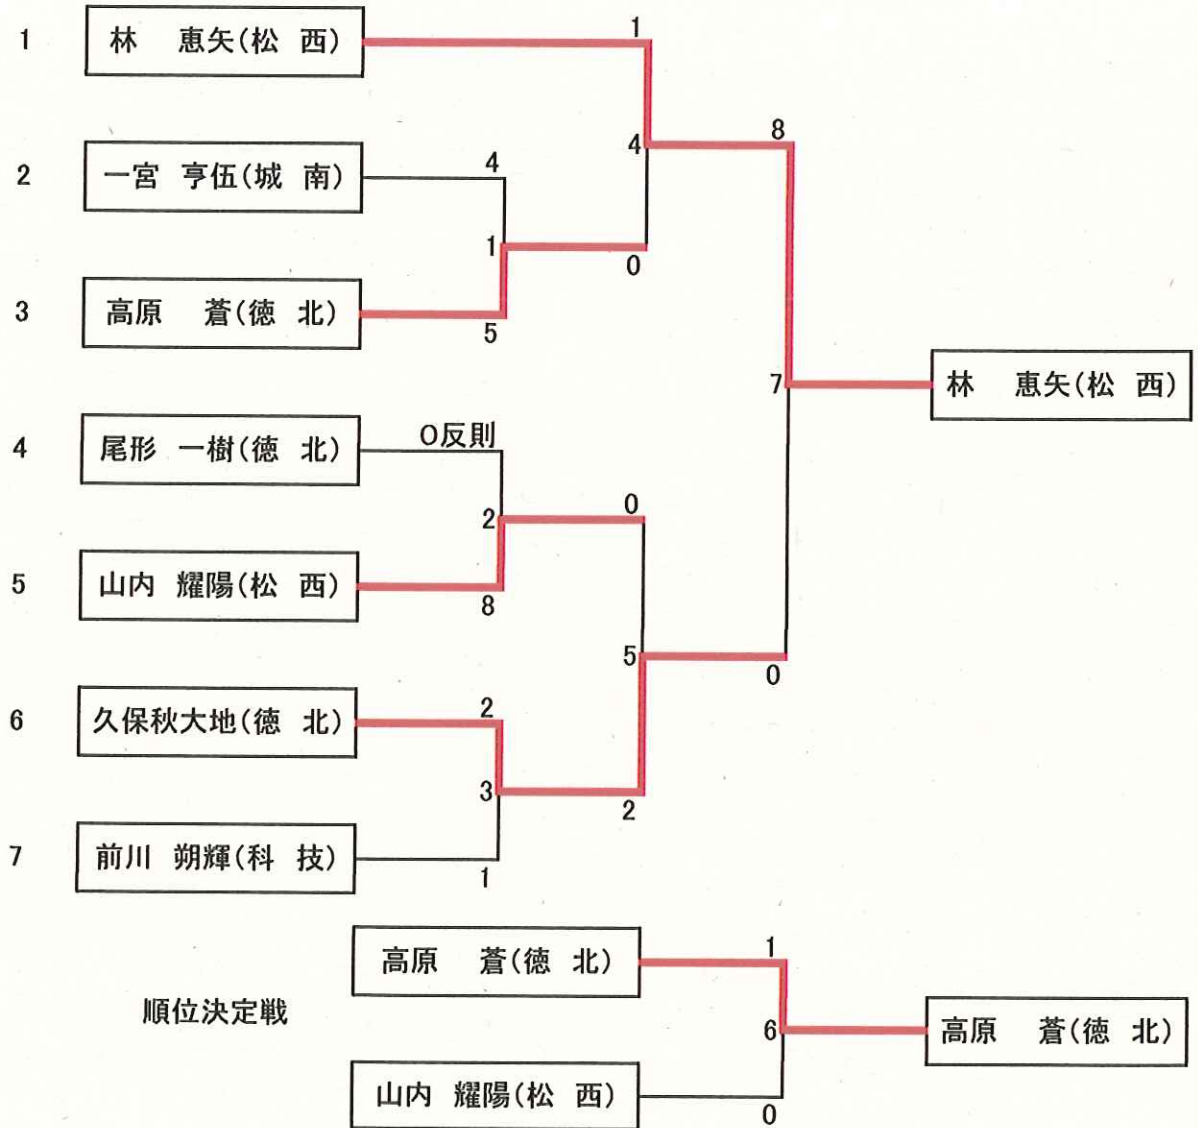 1
1 林 恵矢(松 西)
8
4
2 一宮 亨伍(城 南)
4
1
0
3 高原 蒼(徳 北)
5
7 林 恵矢(松 西)
4 尾形 一樹(徳 北)
0反則
0
2
5 山内 耀陽(松 西)
8
5
0
6 久保秋大地(徳 北)
2
3
2
7 前川 朔輝(科 技)
1
高原 蒼(徳 北)
1
順位決定戦
6 高原 蒼(徳 北)
山内 耀陽(松 西)
0